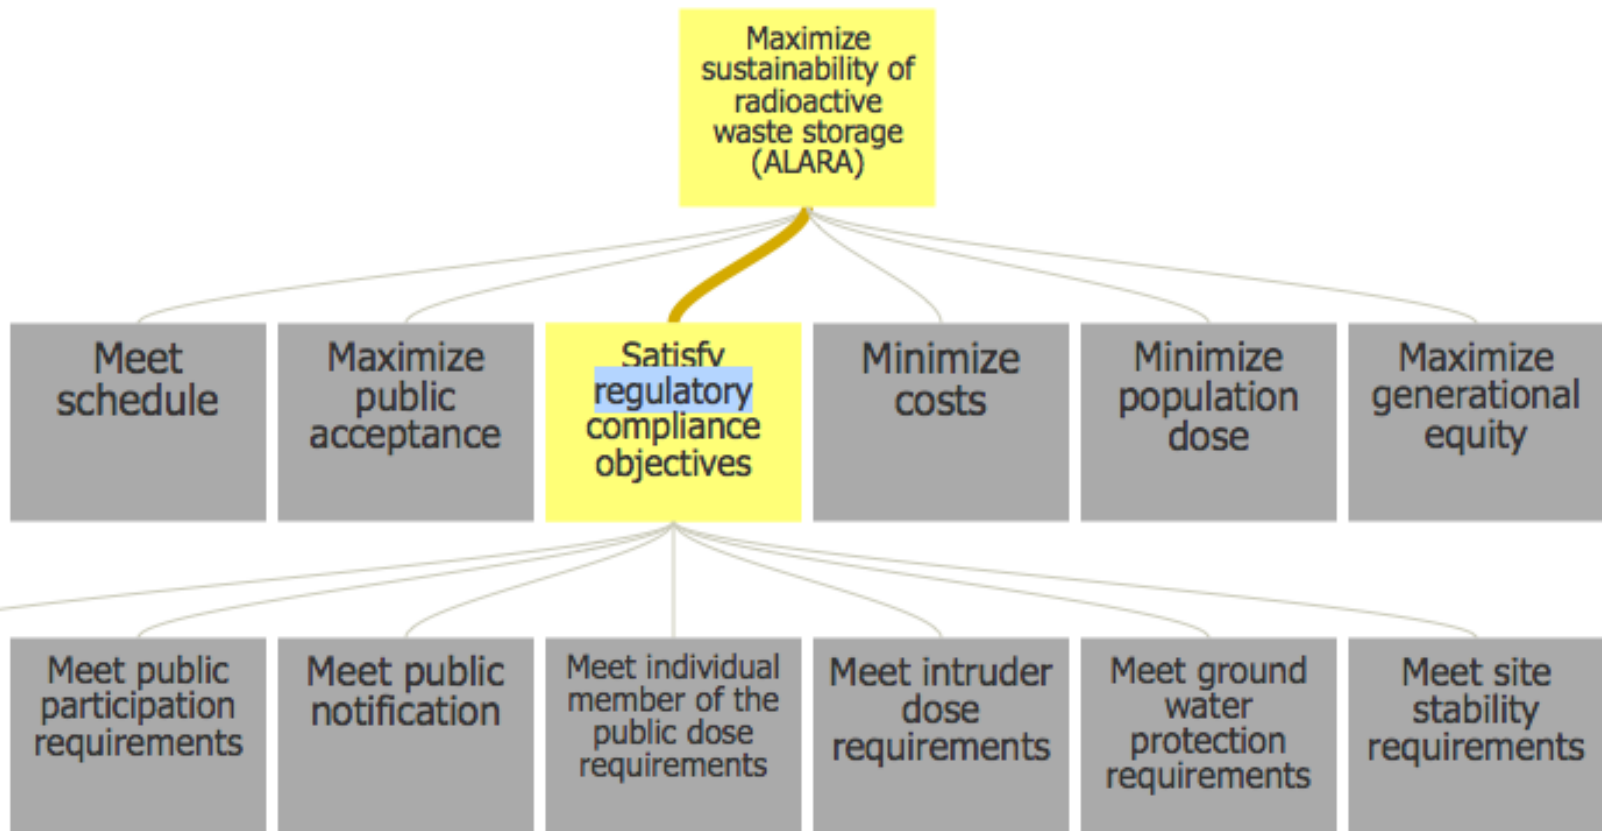 Maximize
sustainability of
radioactive
waste storage
(ALARA)
Meet
schedule
Maximize
public
acceptance
Satisfy
regulatory
compliance
objectives
Minimize
costs
Minimize
population
dose
Maximize
generational
equity
Meet public
participation
requirements
Meet public
notification
Meet individual
member of the
public dose
requirements
Meet intruder
dose
requirements
Meet ground
water
protection
requirements
Meet site
stability
requirements